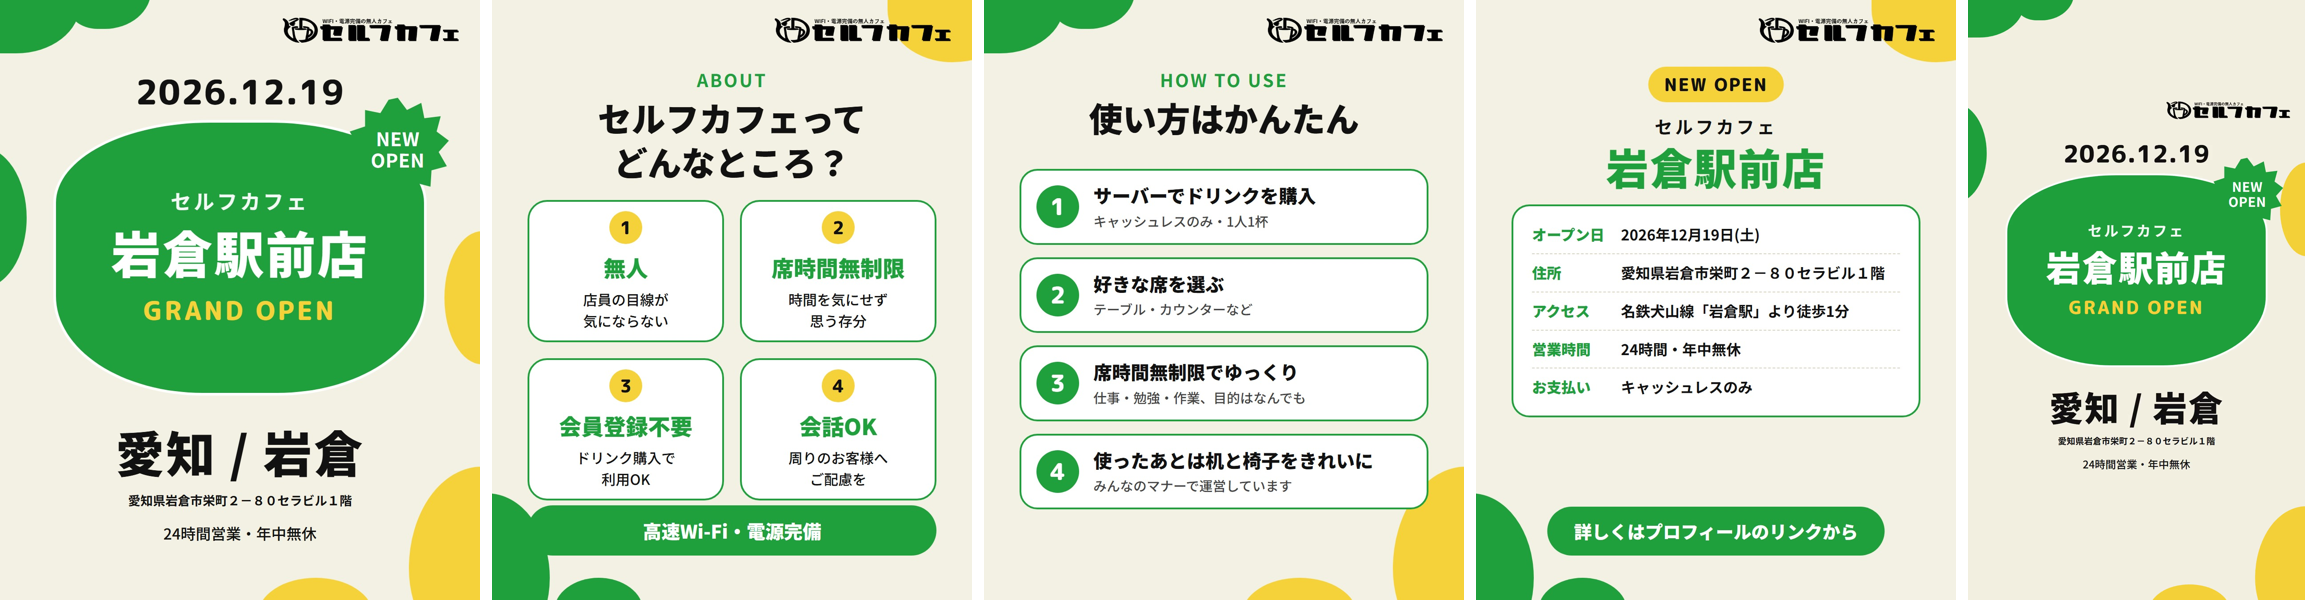 WiFi・電源完備の無人カフェ
セルフカフェ
2026.12.19
NEW
OPEN
セルフカフェ
岩倉駅前店
GRAND OPEN
愛知 / 岩倉
愛知県岩倉市栄町２－８０セラビル１階
24時間営業・年中無休
WiFi・電源完備の無人カフェ
セルフカフェ
ABOUT
セルフカフェって
どんなところ？
1
無人
店員の目線が
気にならない
2
席時間無制限
時間を気にせず
思う存分
3
会員登録不要
ドリンク購入で
利用OK
4
会話OK
周りのお客様へ
ご配慮を
高速Wi-Fi・電源完備
WiFi・電源完備の無人カフェ
セルフカフェ
HOW TO USE
使い方はかんたん
1
サーバーでドリンクを購入
キャッシュレスのみ・1人1杯
2
好きな席を選ぶ
テーブル・カウンターなど
3
席時間無制限でゆっくり
仕事・勉強・作業、目的はなんでも
4
使ったあとは机と椅子をきれいに
みんなのマナーで運営しています
WiFi・電源完備の無人カフェ
セルフカフェ
NEW OPEN
セルフカフェ
岩倉駅前店
オープン日 2026年12月19日(土)
住所 愛知県岩倉市栄町２－８０セラビル１階
アクセス 名鉄犬山線「岩倉駅」より徒歩1分
営業時間 24時間・年中無休
お支払い キャッシュレスのみ
詳しくはプロフィールのリンクから
WiFi・電源完備の無人カフェ
セルフカフェ
2026.12.19
NEW
OPEN
セルフカフェ
岩倉駅前店
GRAND OPEN
愛知 / 岩倉
愛知県岩倉市栄町２－８０セラビル１階
24時間営業・年中無休